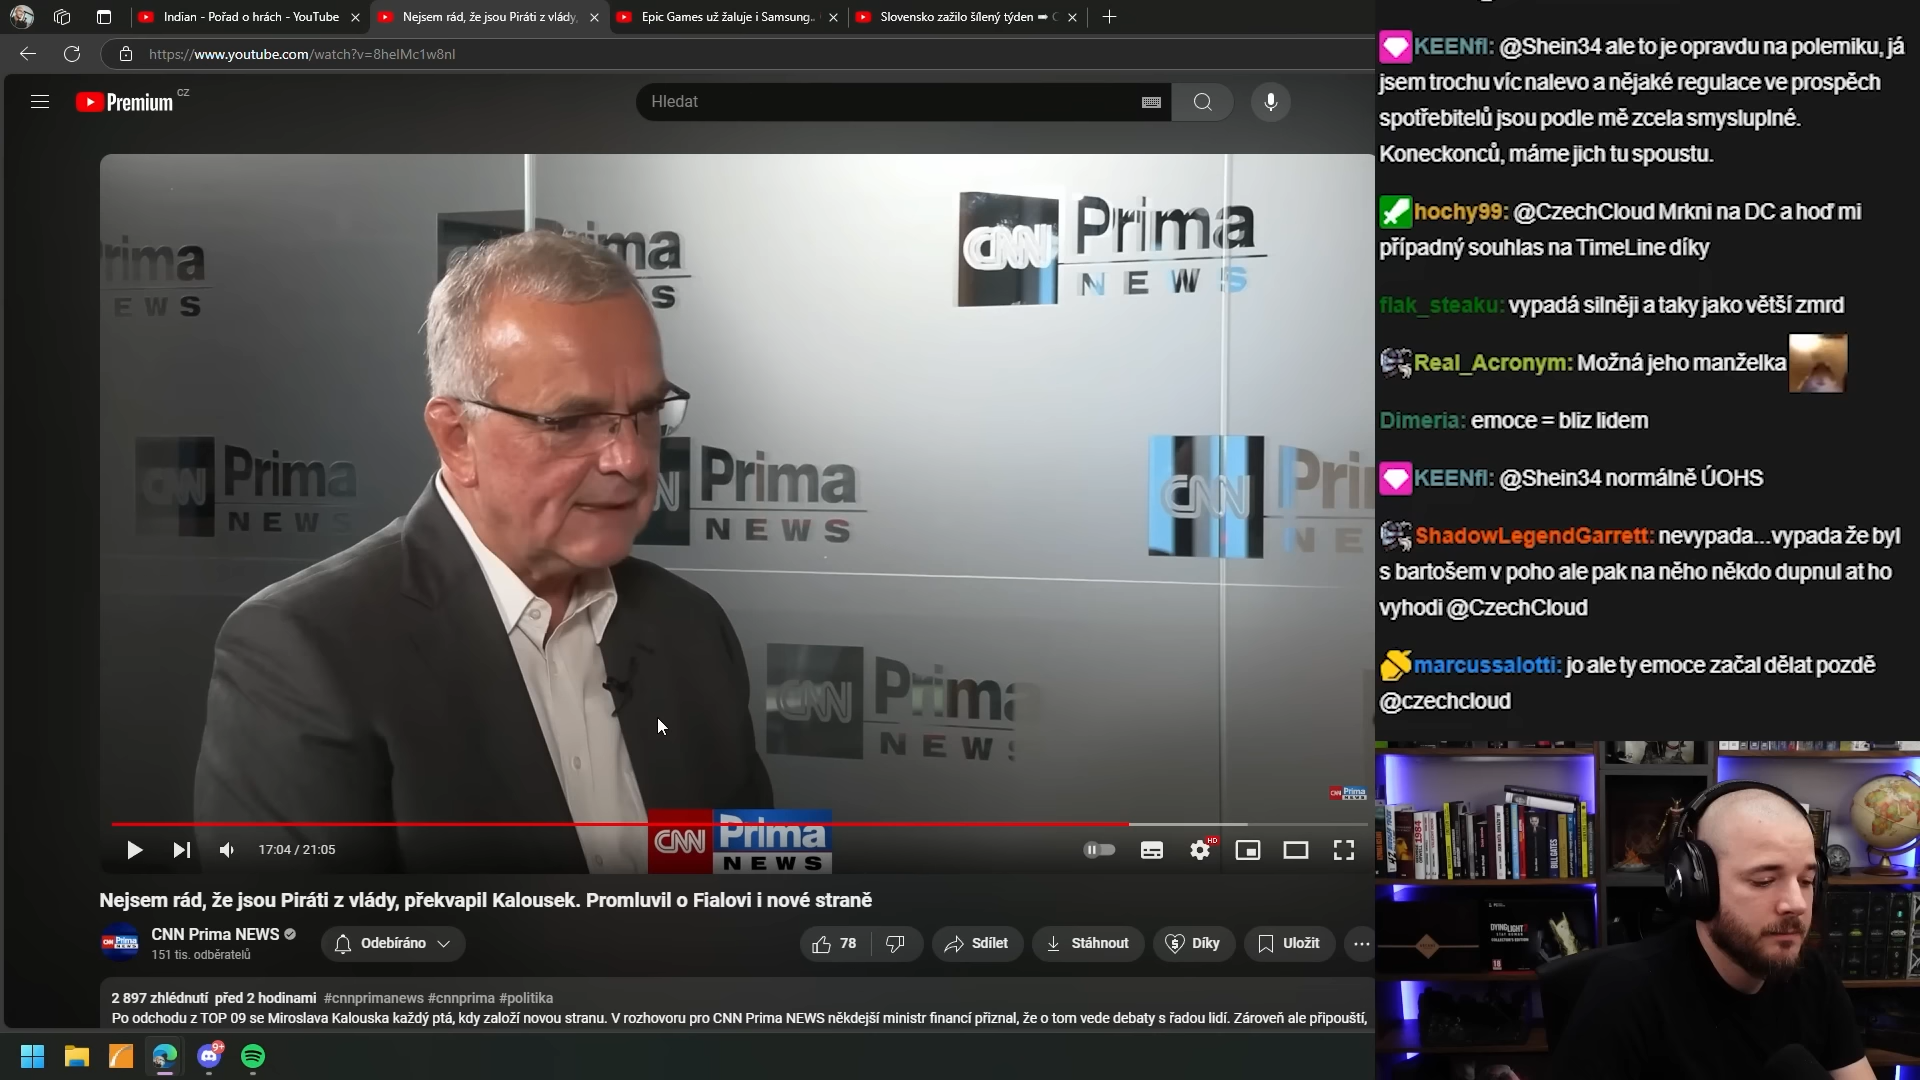 Indian - Pořad o hrách - YouTube
Nejsem rád, že jsou Piráti z vlády,
Epic Games už žaluje i Samsung..
Slovensko zažilo šílený týden ➡
https://www.youtube.com/watch?v=8heIMc1w8nI
Premium CZ
Hledat
CNN Prima NEWS
17:04 / 21:05
HD
Nejsem rád, že jsou Piráti z vlády, překvapil Kalousek. Promluvil o Fialovi i nové straně
CNN Prima NEWS
151 tis. odběratelů
Odebíráno
78
Sdílet
Stáhnout
Díky
Uložit
2 897 zhlédnutí před 2 hodinami #cnnprimanews #cnnprima #politika
Po odchodu z TOP 09 se Miroslava Kalouska každý ptá, kdy založí novou stranu. V rozhovoru pro CNN Prima NEWS někdejší ministr financí přiznal, že o tom vede debaty s řadou lidí. Zároveň ale připouští,
9+
KEENfl: @Shein34 ale to je opravdu na polemiku, já
jsem trochu víc nalevo a nějaké regulace ve prospěch
spotřebitelů jsou podle mě zcela smysluplné.
Koneckonců, máme jich tu spoustu.
hochy99: @CzechCloud Mrkni na DC a hoď mi
případný souhlas na TimeLine díky
flak_steaku: vypadá silněji a taky jako větší zmrd
Real_Acronym: Možná jeho manželka
Dimeria: emoce = bliz lidem
KEENfl: @Shein34 normálně ÚOHS
ShadowLegendGarrett: nevypada...vypada že byl
s bartošem v poho ale pak na něho někdo dupnul at ho
vyhodi @CzechCloud
marcussalotti: jo ale ty emoce začal dělat pozdě
@czechcloud
1984
BILL GATES
DYING LIGHT 2